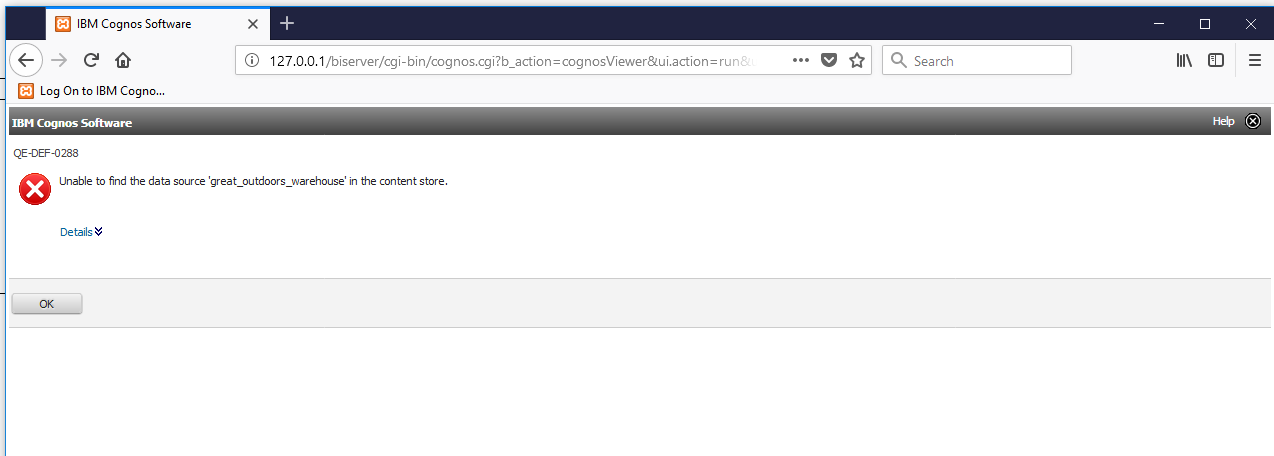 IBM Cognos Software
127.0.0.1/biserver/cgi-bin/cognos.cgi?b_action=cognosViewer&ui.action=run&
Search
Log On to IBM Cogno...
IBM Cognos Software
Help
QE-DEF-0288
Unable to find the data source 'great_outdoors_warehouse' in the content store.
Details
OK